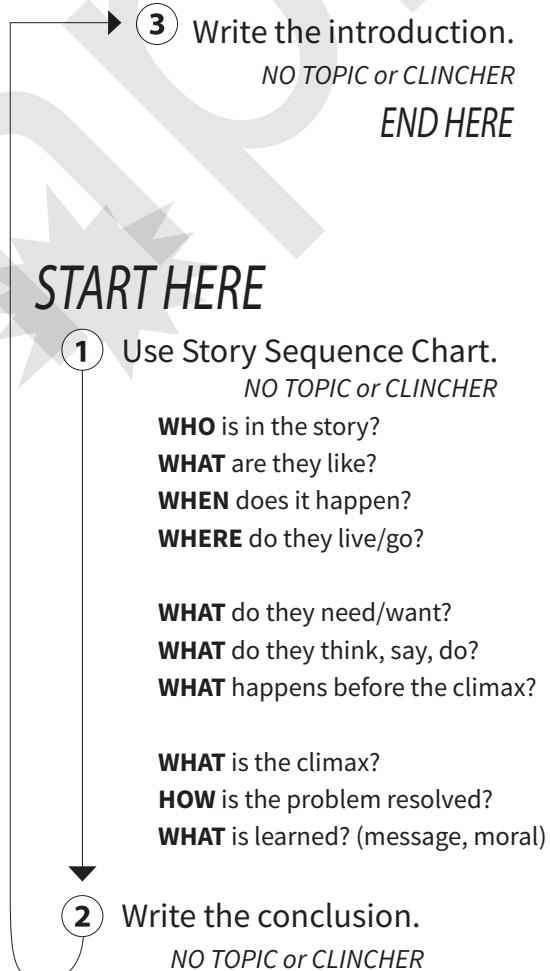 3 Write the introduction.
NO TOPIC or CLINCHER
END HERE
START HERE
1 Use Story Sequence Chart.
NO TOPIC or CLINCHER
WHO is in the story?
WHAT are they like?
WHEN does it happen?
WHERE do they live/go?
WHAT do they need/want?
WHAT do they think, say, do?
WHAT happens before the climax?
WHAT is the climax?
HOW is the problem resolved?
WHAT is learned? (message, moral)
2 Write the conclusion.
NO TOPIC or CLINCHER